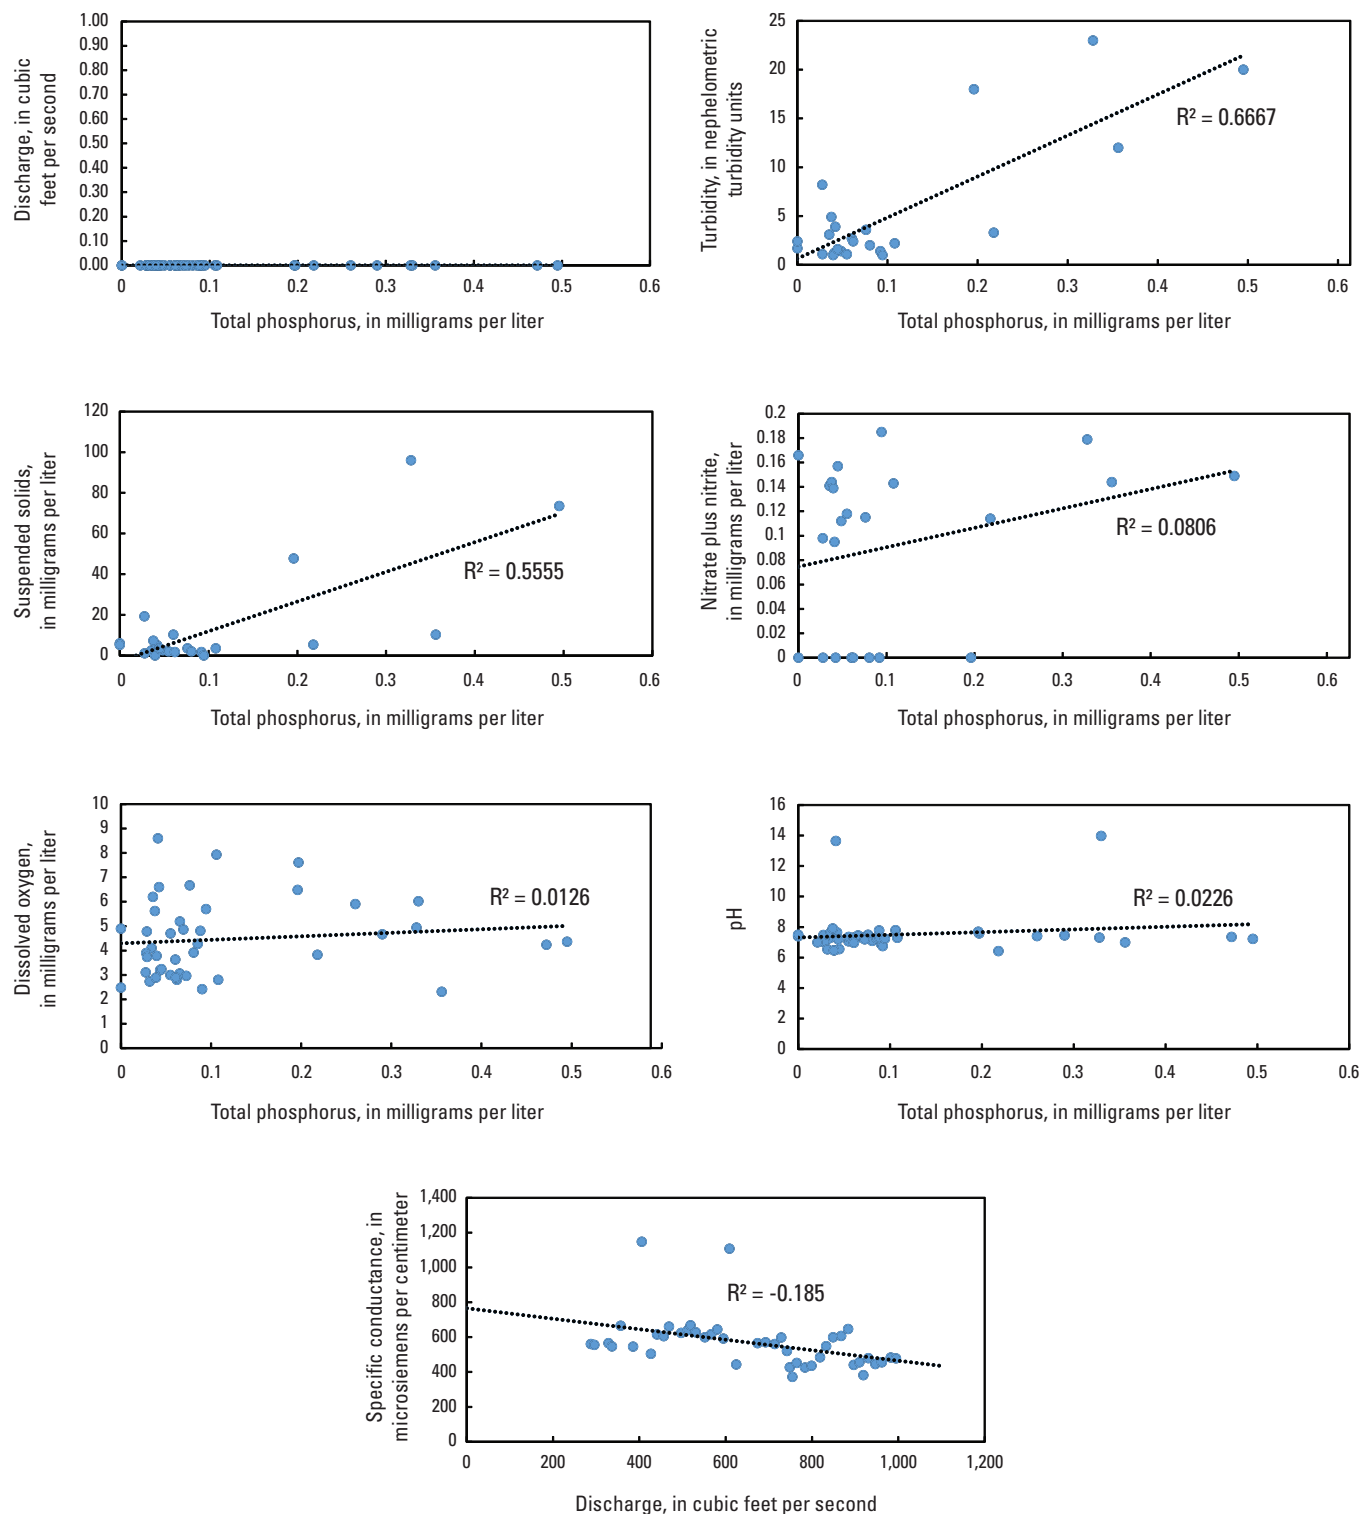 Discharge, in cubic
feet per second
1.00
0.90
0.80
0.70
0.60
0.50
0.40
0.30
0.20
0.10
0.00
0 0.1 0.2 0.3 0.4 0.5 0.6
Total phosphorus, in milligrams per liter
Turbidity, in nephelometric
turbidity units
25
20
15
10
5
0
R² = 0.6667
0 0.1 0.2 0.3 0.4 0.5 0.6
Total phosphorus, in milligrams per liter
Suspended solids,
in milligrams per liter
120
100
80
60
40
20
0
R² = 0.5555
0 0.1 0.2 0.3 0.4 0.5 0.6
Total phosphorus, in milligrams per liter
Nitrate plus nitrite,
in milligrams per liter
0.2
0.18
0.16
0.14
0.12
0.10
0.08
0.06
0.04
0.02
0
R² = 0.0806
0 0.1 0.2 0.3 0.4 0.5 0.6
Total phosphorus, in milligrams per liter
Dissolved oxygen,
in milligrams per liter
10
9
8
7
6
5
4
3
2
1
0
R² = 0.0126
0 0.1 0.2 0.3 0.4 0.5 0.6
Total phosphorus, in milligrams per liter
pH
16
14
12
10
8
6
4
2
0
R² = 0.0226
0 0.1 0.2 0.3 0.4 0.5 0.6
Total phosphorus, in milligrams per liter
Specific conductance, in
microsiemens per centimeter
1,400
1,200
1,000
800
600
400
200
0
R² = -0.185
0 200 400 600 800 1,000 1,200
Discharge, in cubic feet per second